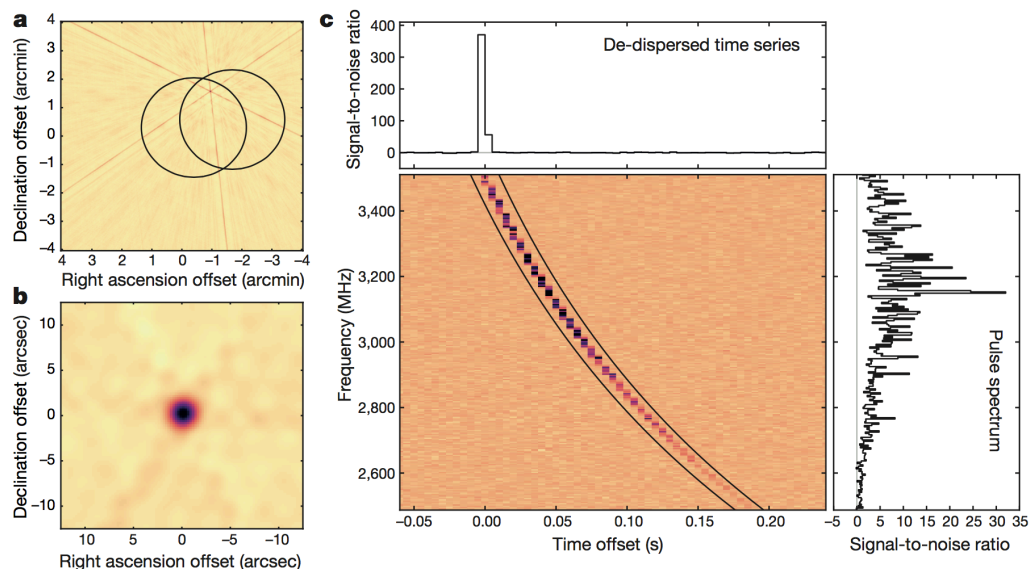 a
4
3
2
1
0
−1
−2
−3
−4
Declination offset (arcmin)
4 3 2 1 0 −1 −2 −3 −4
Right ascension offset (arcmin)
b
10
5
0
−5
−10
Declination offset (arcsec)
10 5 0 −5 −10
Right ascension offset (arcsec)
c
400
300
200
100
0
Signal-to-noise ratio
De-dispersed time series
3,400
3,200
3,000
2,800
2,600
Frequency (MHz)
−0.05 0.00 0.05 0.10 0.15 0.20
Time offset (s)
Pulse spectrum
−5 0 5 10 15 20 25 30 35
Signal-to-noise ratio